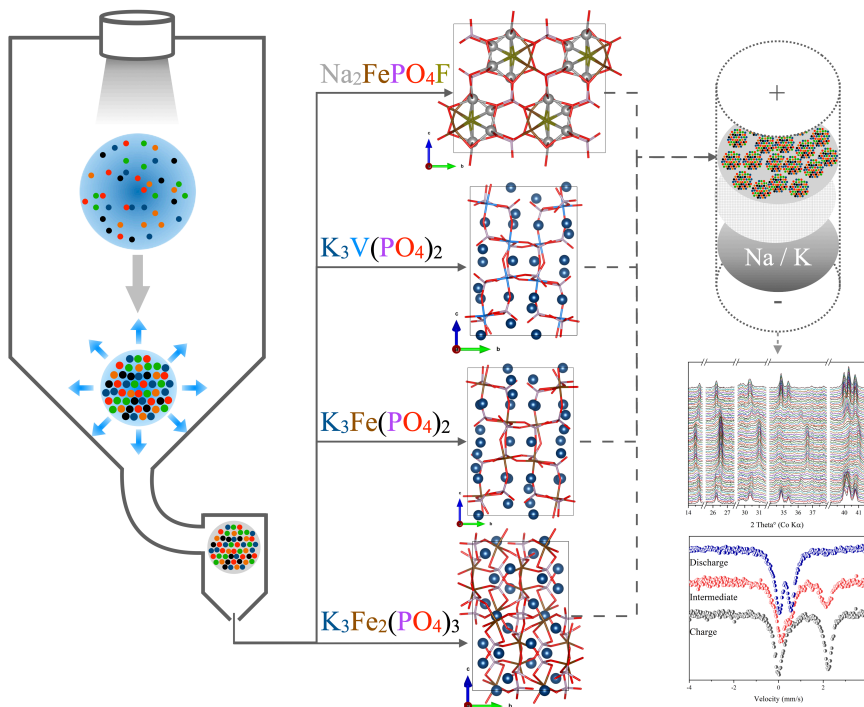 Na₂FePO₄F
c
b
K₃V(PO₄)₂
c
b
K₃Fe(PO₄)₂
c
b
K₃Fe₂(PO₄)₃
c
b
+
Na / K
-
14 26 27 30 31 35 36 37 40 41
2 Theta° (Co Kα)
Discharge
Intermediate
Charge
-4 -2 0 2
Velocity (mm/s)